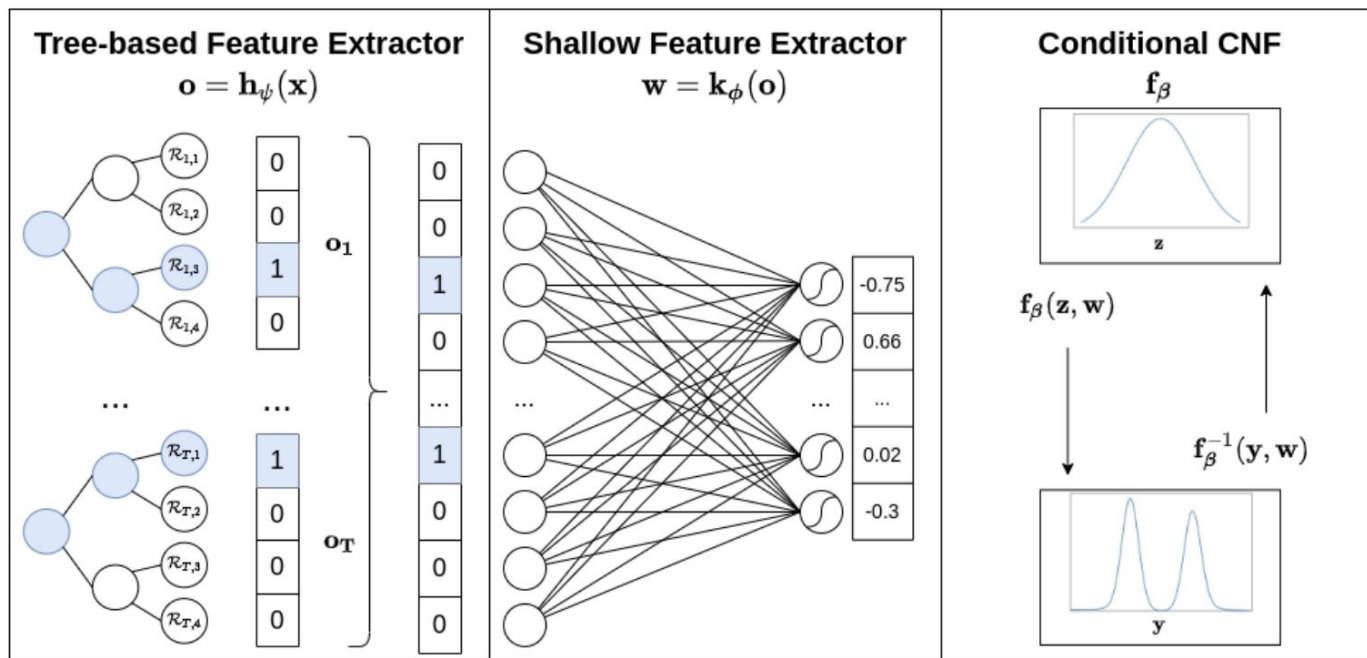 Tree-based Feature Extractor
o = h_ψ(x)
R_{1,1}
R_{1,2}
R_{1,3}
R_{1,4}
...
R_{T,1}
R_{T,2}
R_{T,3}
R_{T,4}
0
0
1
0
...
1
0
0
0
o_1
o_T
0
0
1
0
...
1
0
0
0
Shallow Feature Extractor
w = k_ϕ(o)
...
...
-0.75
0.66
...
0.02
-0.3
Conditional CNF
f_β
z
f_β(z, w)
f_β^{-1}(y, w)
y